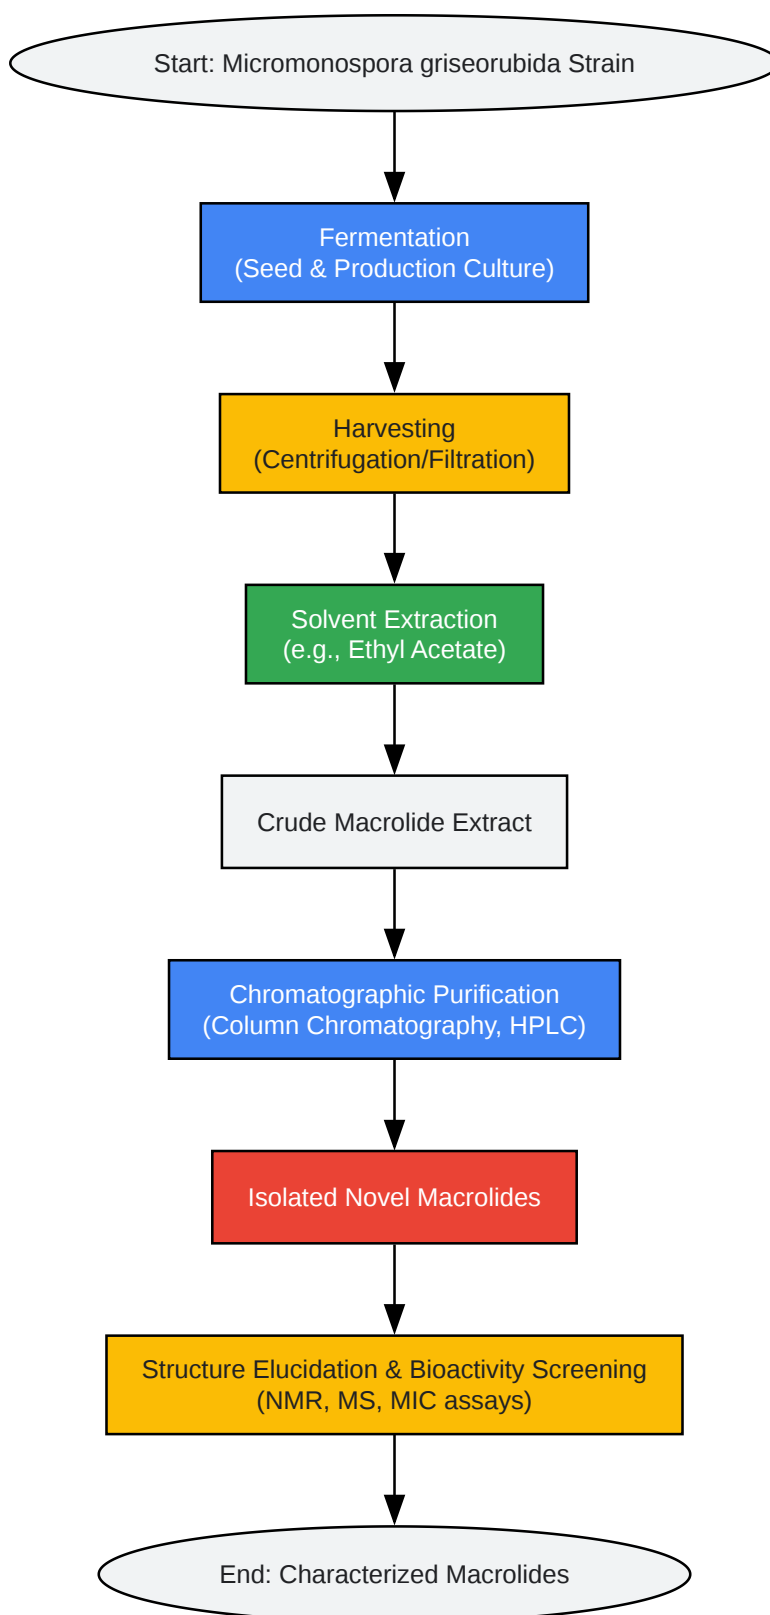 Start: Micromonospora griseorubida Strain
Fermentation
(Seed & Production Culture)
Harvesting
(Centrifugation/Filtration)
Solvent Extraction
(e.g., Ethyl Acetate)
Crude Macrolide Extract
Chromatographic Purification
(Column Chromatography, HPLC)
Isolated Novel Macrolides
Structure Elucidation & Bioactivity Screening
(NMR, MS, MIC assays)
End: Characterized Macrolides